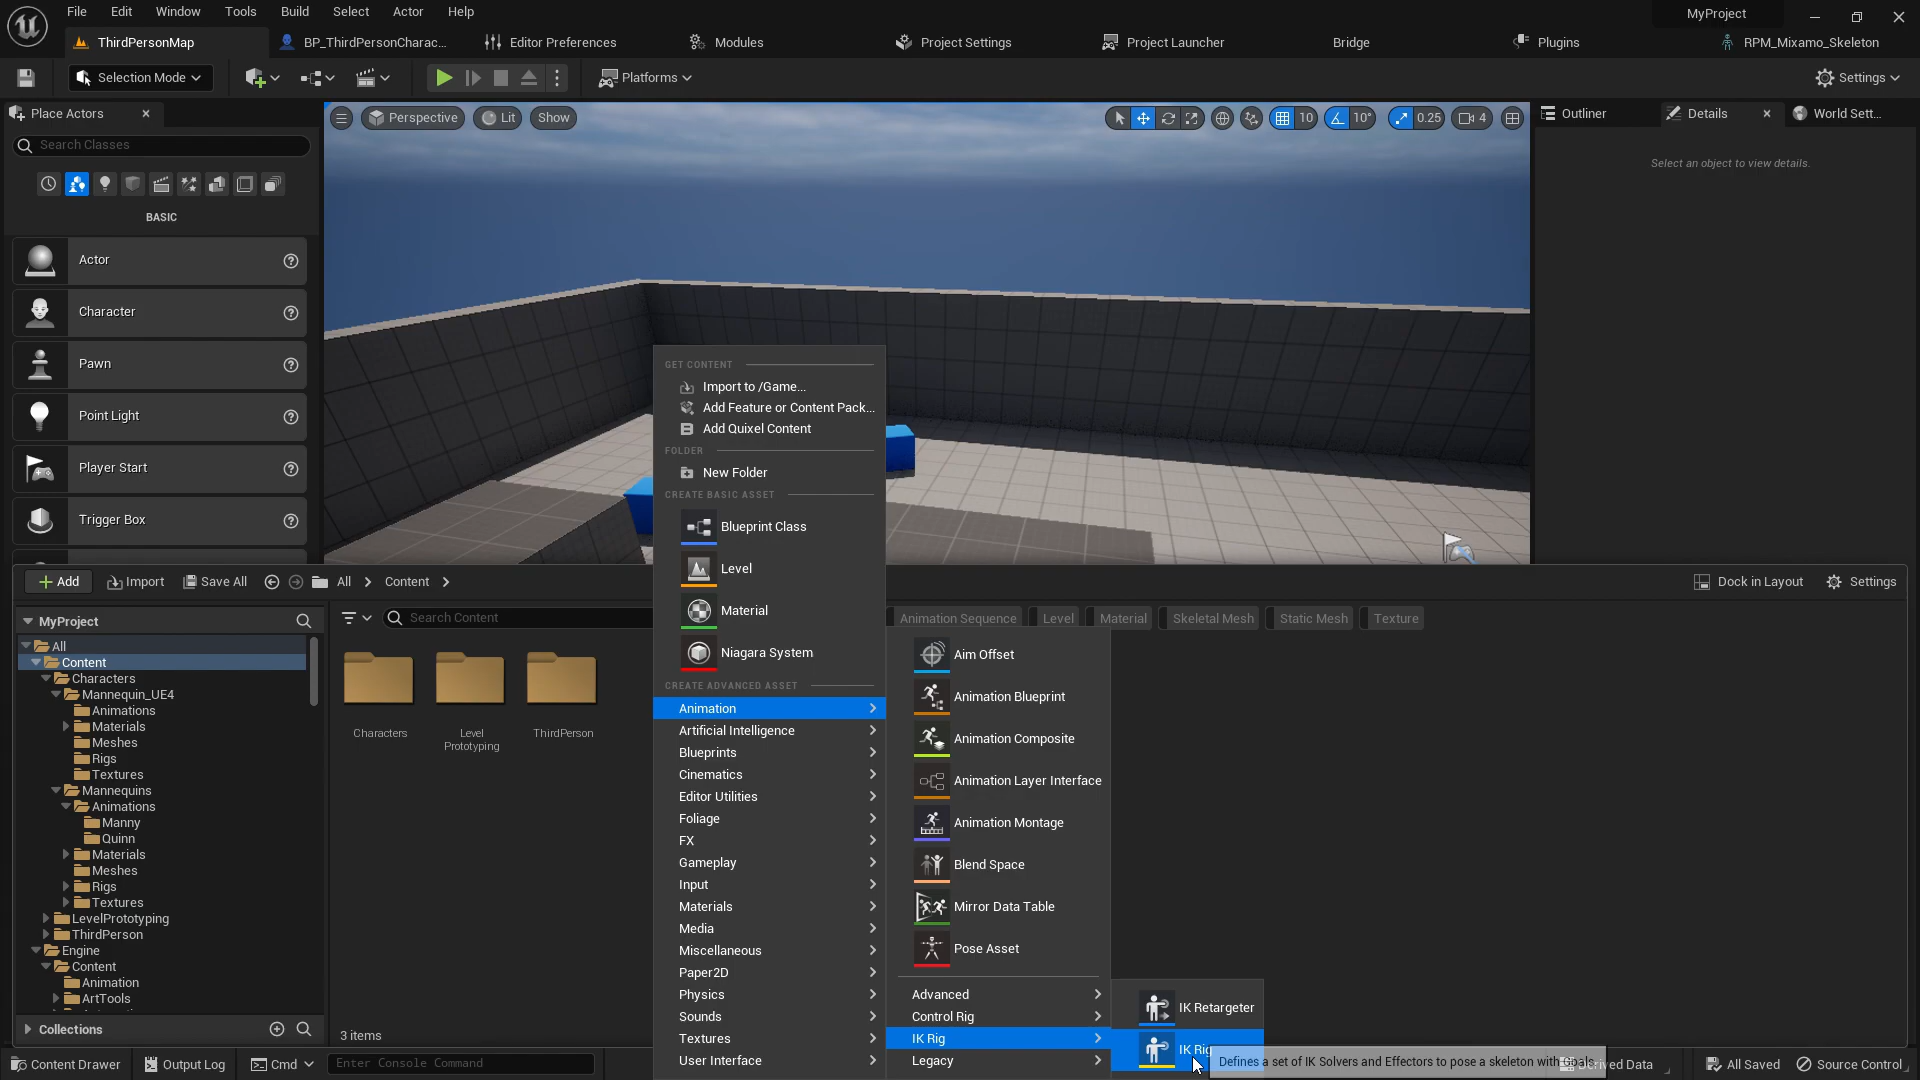 File Edit Window Tools Build Select Actor Help
MyProject
ThirdPersonMap
BP_ThirdPersonCharac...
Editor Preferences
Modules
Project Settings
Project Launcher
Bridge
Plugins
RPM_Mixamo_Skeleton
Selection Mode
Platforms
Settings
Place Actors
Perspective
Lit
Show
10
10°
0.25
4
Outliner
Details
World Sett...
Search Classes
Select an object to view details.
BASIC
Actor
Character
Pawn
Point Light
Player Start
Trigger Box
GET CONTENT
Import to /Game...
Add Feature or Content Pack...
Add Quixel Content
FOLDER
New Folder
CREATE BASIC ASSET
Blueprint Class
Level
Material
Niagara System
CREATE ADVANCED ASSET
Animation
Artificial Intelligence
Blueprints
Cinematics
Editor Utilities
Foliage
FX
Gameplay
Input
Materials
Media
Miscellaneous
Paper2D
Physics
Sounds
Textures
User Interface
Add
Import
Save All
All
Content
Dock in Layout
Settings
MyProject
Search Content
Animation Sequence
Level
Material
Skeletal Mesh
Static Mesh
Texture
All
Content
Characters
Mannequin_UE4
Animations
Materials
Meshes
Rigs
Textures
Mannequins
Animations
Manny
Quinn
Materials
Meshes
Rigs
Textures
LevelPrototyping
ThirdPerson
Engine
Content
Animation
ArtTools
Collections
Characters
Level
Prototyping
ThirdPerson
3 items
Aim Offset
Animation Blueprint
Animation Composite
Animation Layer Interface
Animation Montage
Blend Space
Mirror Data Table
Pose Asset
Advanced
Control Rig
IK Rig
Legacy
IK Retargeter
IK Rig
Defines a set of IK Solvers and Effectors to pose a skeleton with Goals.
Content Drawer
Output Log
Cmd
Enter Console Command
Derived Data
All Saved
Source Control